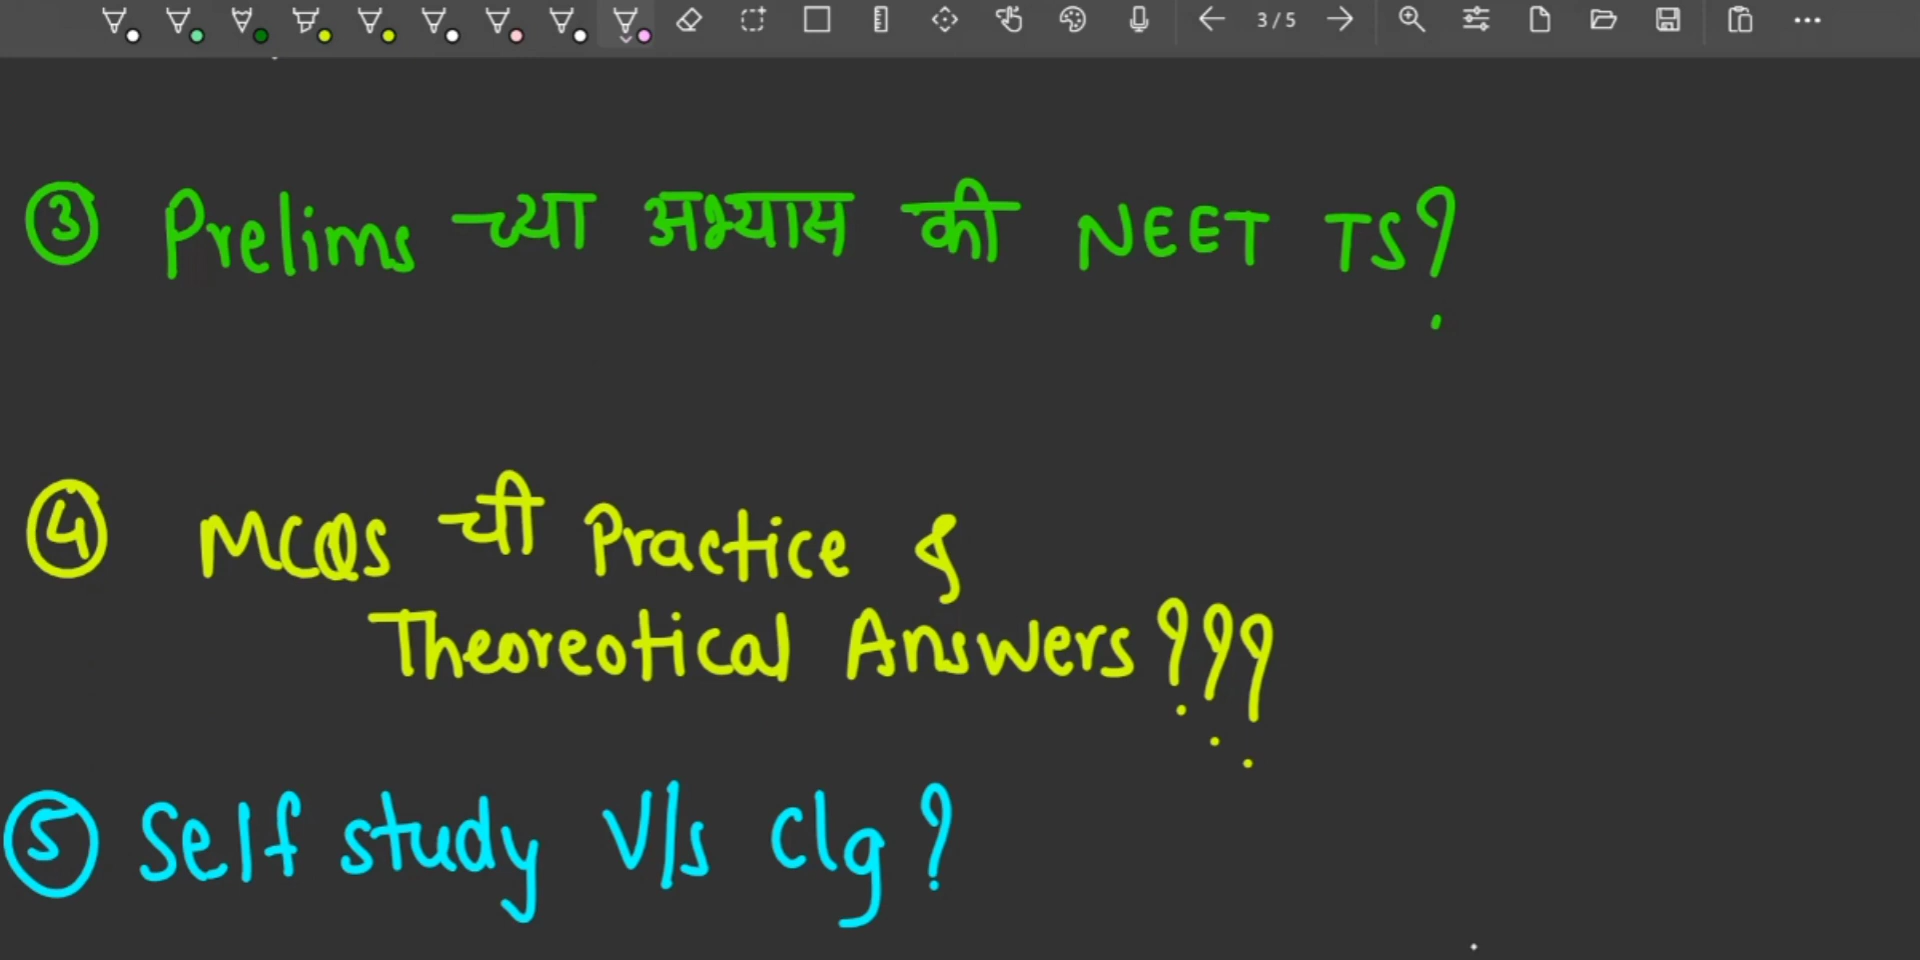 3/5
③ Prelims च्या अभ्यास की NEET TS?
④ MCQs ची Practice &
Theoreotical Answers???
⑤ Self study V/s Clg?